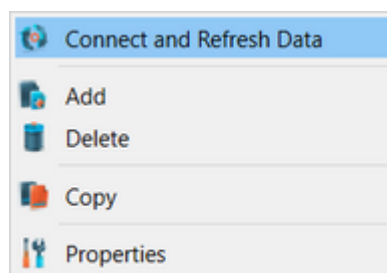 Connect and Refresh Data
Add
Delete
Copy
Properties